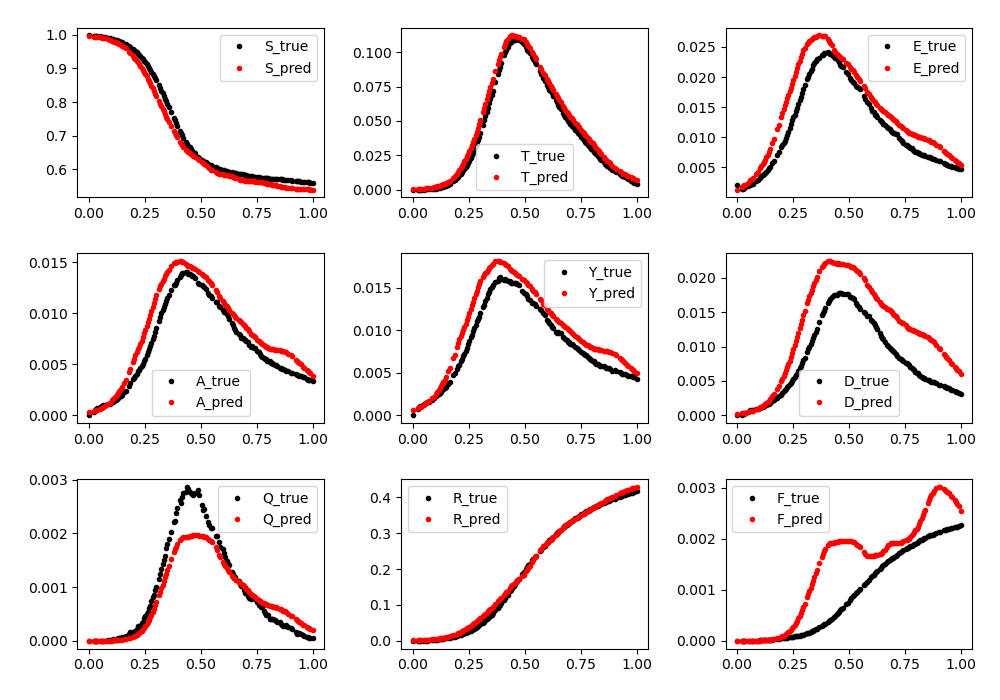 1.0
0.9
0.8
0.7
0.6
0.00 0.25 0.50 0.75 1.00
S_true
S_pred
0.100
0.075
0.050
0.025
0.000
0.00 0.25 0.50 0.75 1.00
T_true
T_pred
0.025
0.020
0.015
0.010
0.005
0.00 0.25 0.50 0.75 1.00
E_true
E_pred
0.015
0.010
0.005
0.000
0.00 0.25 0.50 0.75 1.00
A_true
A_pred
0.015
0.010
0.005
0.000
0.00 0.25 0.50 0.75 1.00
Y_true
Y_pred
0.020
0.015
0.010
0.005
0.000
0.00 0.25 0.50 0.75 1.00
D_true
D_pred
0.003
0.002
0.001
0.000
0.00 0.25 0.50 0.75 1.00
Q_true
Q_pred
0.4
0.3
0.2
0.1
0.0
0.00 0.25 0.50 0.75 1.00
R_true
R_pred
0.003
0.002
0.001
0.000
0.00 0.25 0.50 0.75 1.00
F_true
F_pred